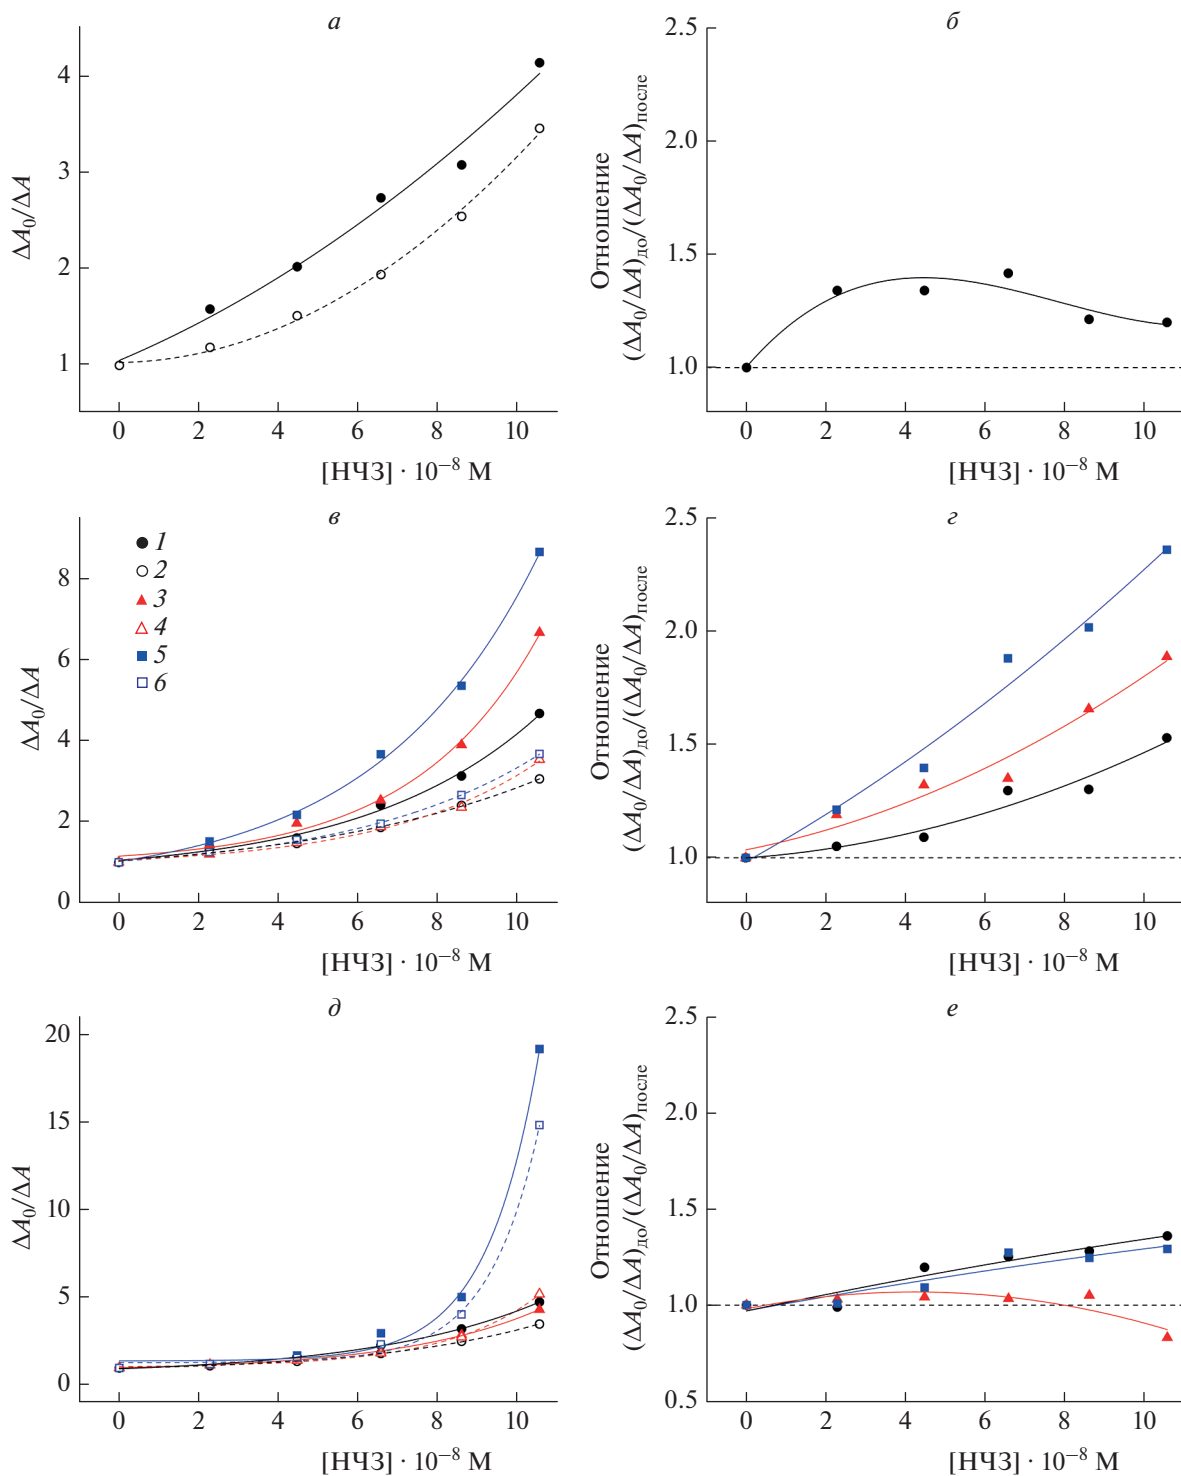 а
4
3
2
1
ΔA₀/ΔA
0 2 4 6 8 10
[НЧЗ] · 10⁻⁸ М
б
2.5
2.0
1.5
1.0
Отношение
(ΔA₀/ΔA)до/(ΔA₀/ΔA)после
0 2 4 6 8 10
[НЧЗ] · 10⁻⁸ М
в
1
2
3
4
5
6
8
6
4
2
0
ΔA₀/ΔA
0 2 4 6 8 10
[НЧЗ] · 10⁻⁸ М
г
2.5
2.0
1.5
1.0
Отношение
(ΔA₀/ΔA)до/(ΔA₀/ΔA)после
0 2 4 6 8 10
[НЧЗ] · 10⁻⁸ М
д
20
15
10
5
0
ΔA₀/ΔA
0 2 4 6 8 10
[НЧЗ] · 10⁻⁸ М
е
2.5
2.0
1.5
1.0
0.5
Отношение
(ΔA₀/ΔA)до/(ΔA₀/ΔA)после
0 2 4 6 8 10
[НЧЗ] · 10⁻⁸ М